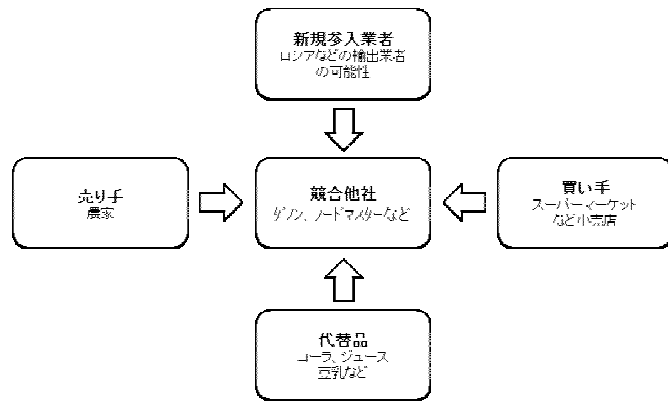 新規参入業者
ロシアなどの輸出業者
の可能性
売り手
農家
競合他社
ダノン、フードマスターなど
買い手
スーパーマーケット
など小売店
代替品
コーラ、ジュース
豆乳など